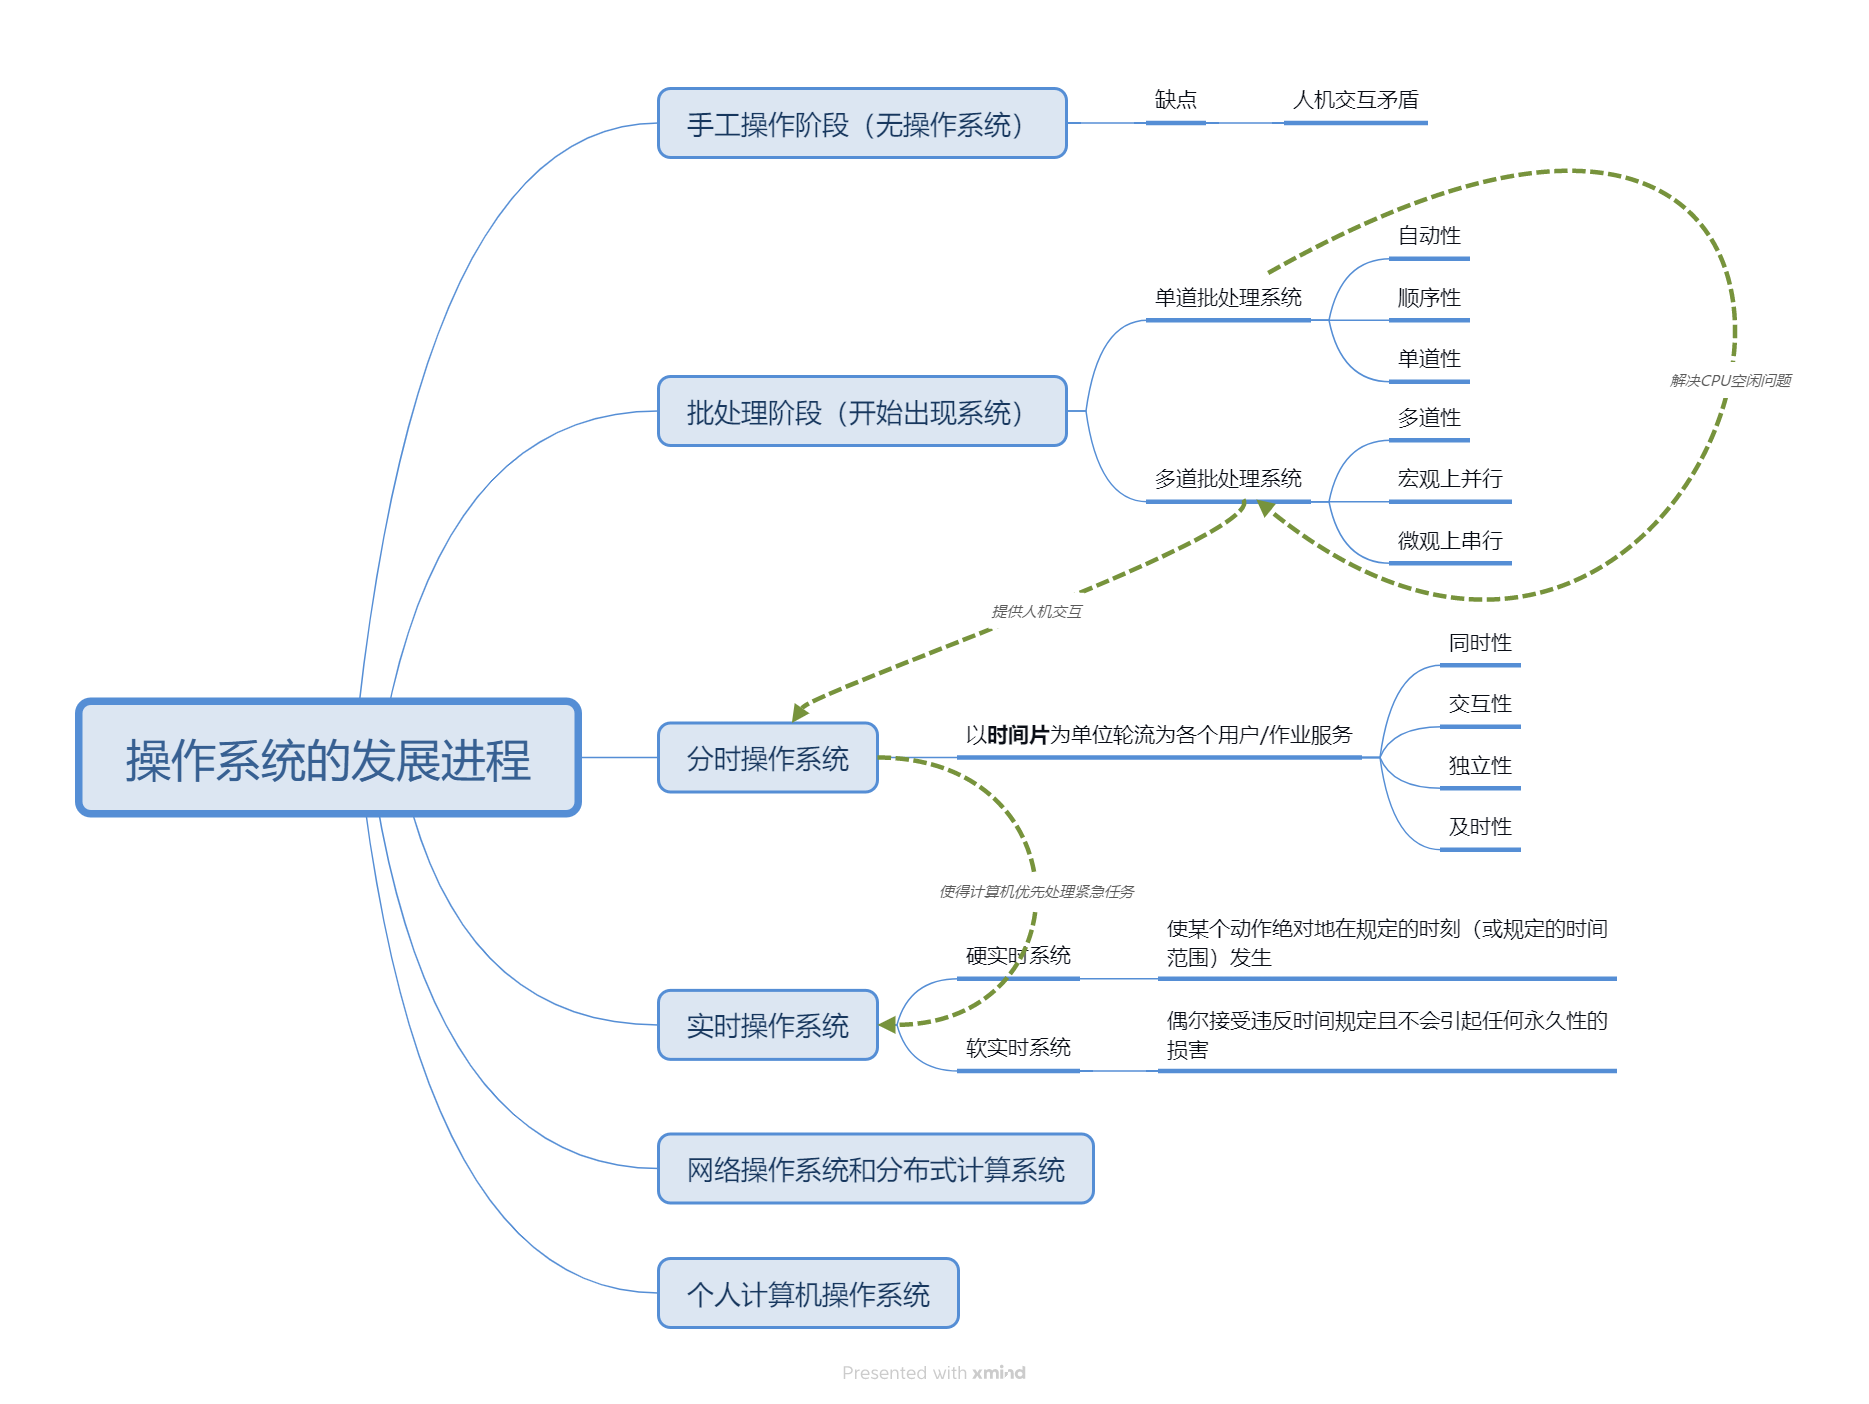 操作系统的发展进程
手工操作阶段（无操作系统）
缺点
人机交互矛盾
批处理阶段（开始出现系统）
单道批处理系统
自动性
顺序性
单道性
解决CPU空闲问题
多道批处理系统
多道性
宏观上并行
微观上串行
提供人机交互
分时操作系统
以时间片为单位轮流为各个用户/作业服务
同时性
交互性
独立性
及时性
使得计算机优先处理紧急任务
实时操作系统
硬实时系统
使某个动作绝对地在规定的时刻（或规定的时间
范围）发生
软实时系统
偶尔接受违反时间规定且不会引起任何永久性的
损害
网络操作系统和分布式计算系统
个人计算机操作系统
Presented with xmind